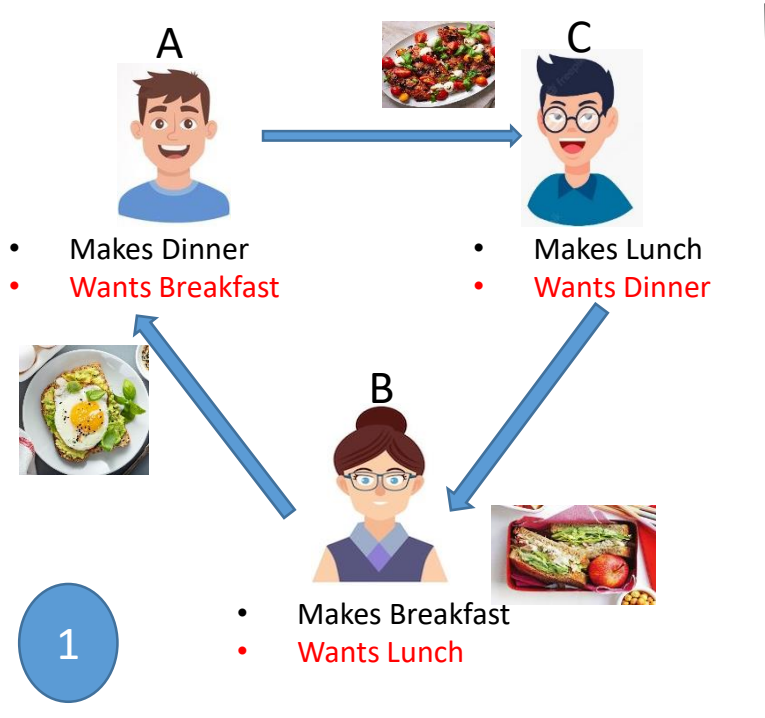 A
C
• Makes Dinner
• Wants Breakfast
• Makes Lunch
• Wants Dinner
B
• Makes Breakfast
• Wants Lunch
1